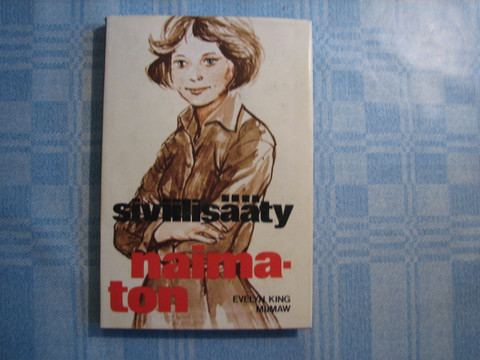 siviilisääty
naima-
ton
EVELYN KING
MUMAW